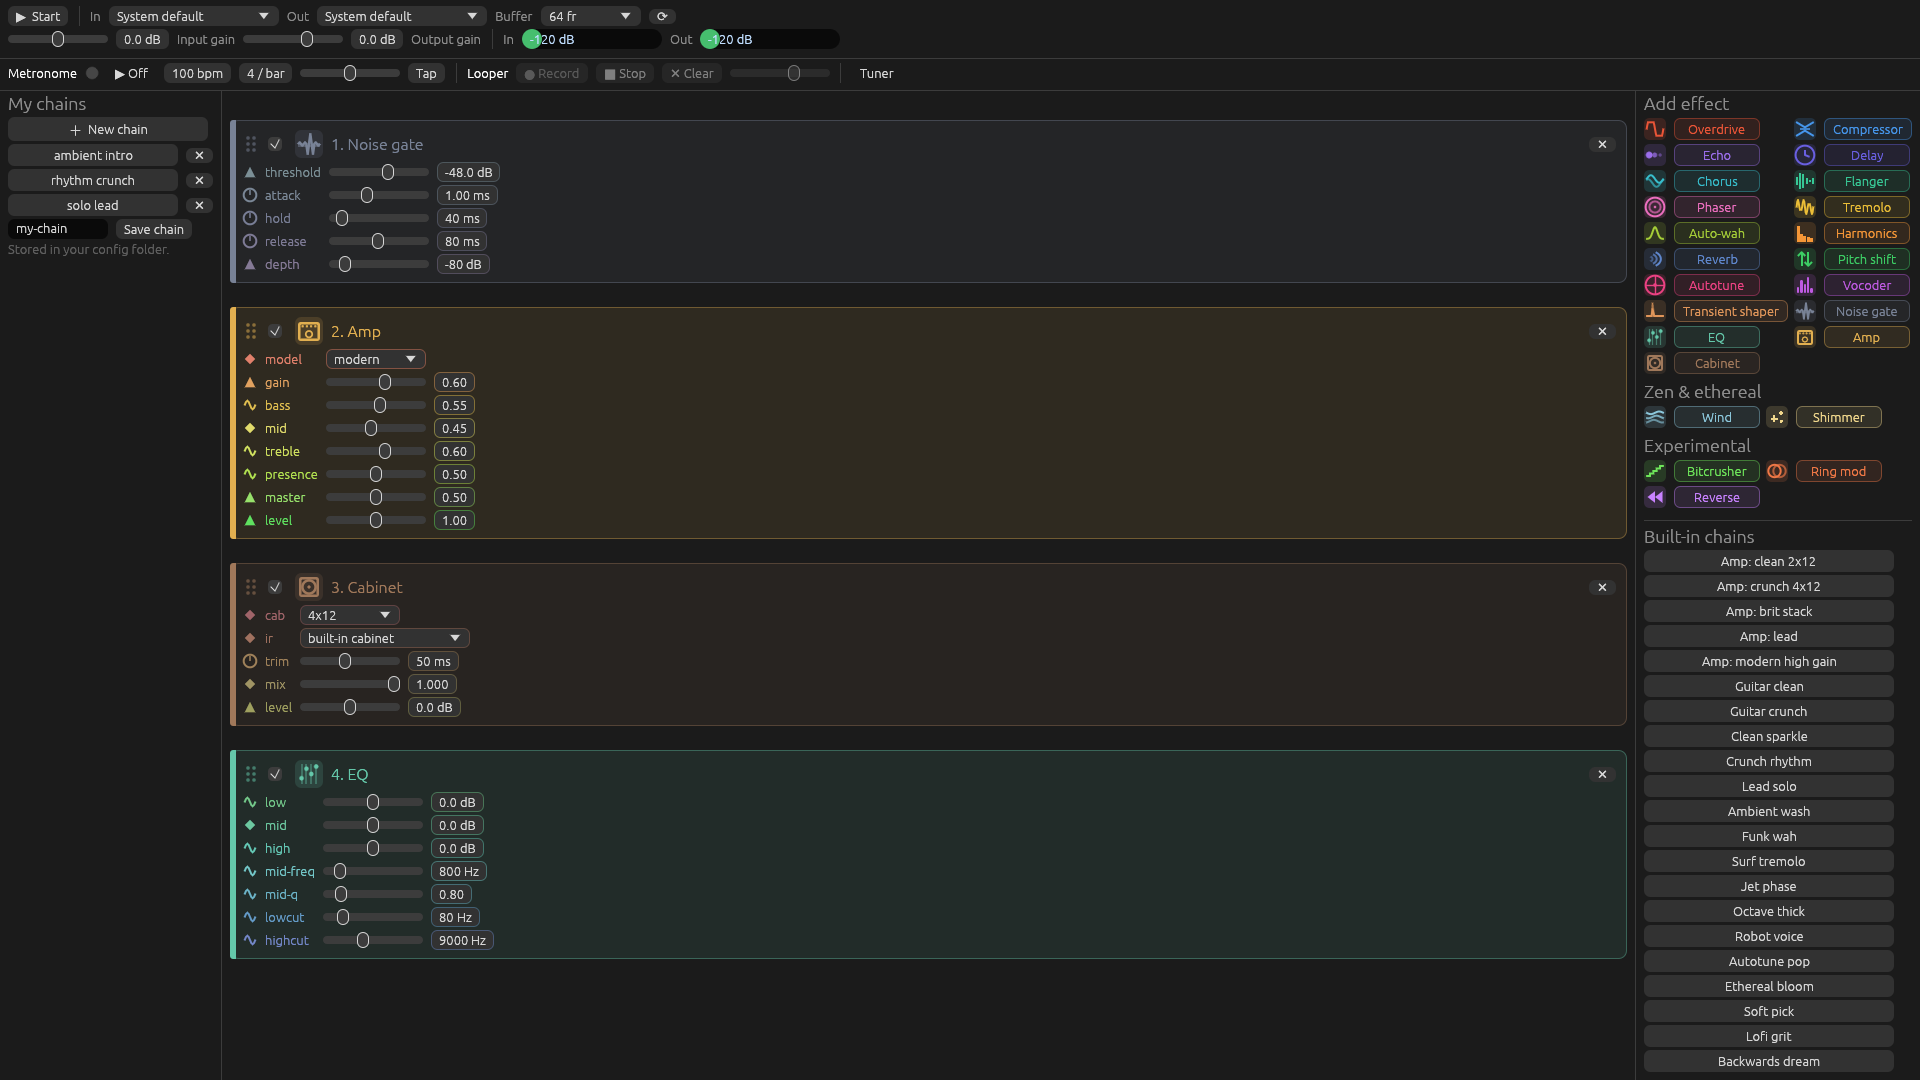 Start In System default Out System default Buffer 64 fr
0.0 dB Input gain 0.0 dB Output gain In -120 dB Out -120 dB
Metronome Off 100 bpm 4 / bar Tap Looper Record Stop Clear Tuner
My chains
+ New chain
ambient intro
rhythm crunch
solo lead
my-chain Save chain
Stored in your config folder.
1. Noise gate
threshold -48.0 dB
attack 1.00 ms
hold 40 ms
release 80 ms
depth -80 dB
2. Amp
model modern
gain 0.60
bass 0.55
mid 0.45
treble 0.60
presence 0.50
master 0.50
level 1.00
3. Cabinet
cab 4x12
ir built-in cabinet
trim 50 ms
mix 1.000
level 0.0 dB
4. EQ
low 0.0 dB
mid 0.0 dB
high 0.0 dB
mid-freq 800 Hz
mid-q 0.80
lowcut 80 Hz
highcut 9000 Hz
Add effect
Overdrive Compressor
Echo Delay
Chorus Flanger
Phaser Tremolo
Auto-wah Harmonics
Reverb Pitch shift
Autotune Vocoder
Transient shaper Noise gate
EQ Amp
Cabinet
Zen & ethereal
Wind Shimmer
Experimental
Bitcrusher Ring mod
Reverse
Built-in chains
Amp: clean 2x12
Amp: crunch 4x12
Amp: brit stack
Amp: lead
Amp: modern high gain
Guitar clean
Guitar crunch
Clean sparkle
Crunch rhythm
Lead solo
Ambient wash
Funk wah
Surf tremolo
Jet phase
Octave thick
Robot voice
Autotune pop
Ethereal bloom
Soft pick
Lofi grit
Backwards dream